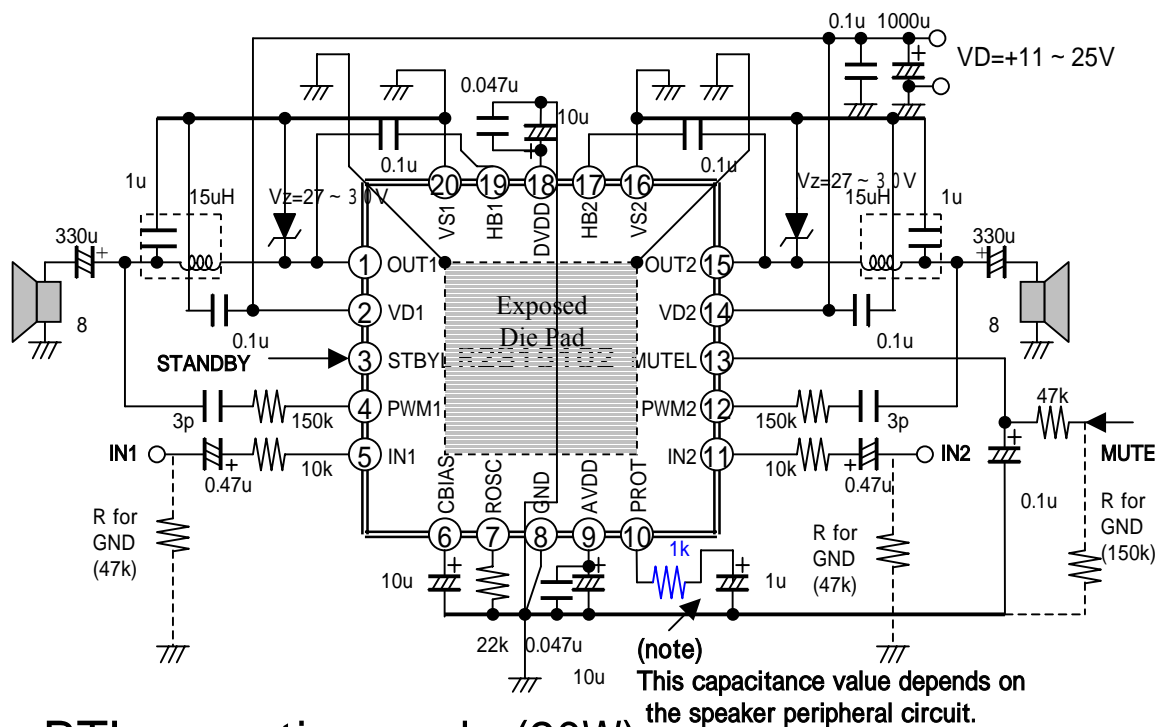 0.1u 1000u
VD=+11 ~ 25V
0.047u
10u
0.1u
0.1u
1u
15uH
Vz=27 ~ 30V
20 19 18 17 16
VS1
HB1
DVDD
HB2
VS2
Vz=27 ~ 30V
15uH
1u
330u
+
8
1 OUT1
2 VD1
3 STBYL
4 PWM1
5 IN1
Exposed
Die Pad
OUT2 15
VD2 14
MUTEL 13
PWM2 12
IN2 11
330u
+
8
0.1u
0.1u
STANDBY
3p
150k
150k
3p
47k
MUTE
IN1
0.47u
+
10k
10k
+
0.47u
IN2
0.1u
CBIAS
ROSC
GND
AVDD
PROT
6 7 8 9 10
R for
GND
(47k)
R for
GND
(47k)
R for
GND
(150k)
10u
22k
0.047u
10u
1k
1u
(note)
This capacitance value depends on
the speaker peripheral circuit.